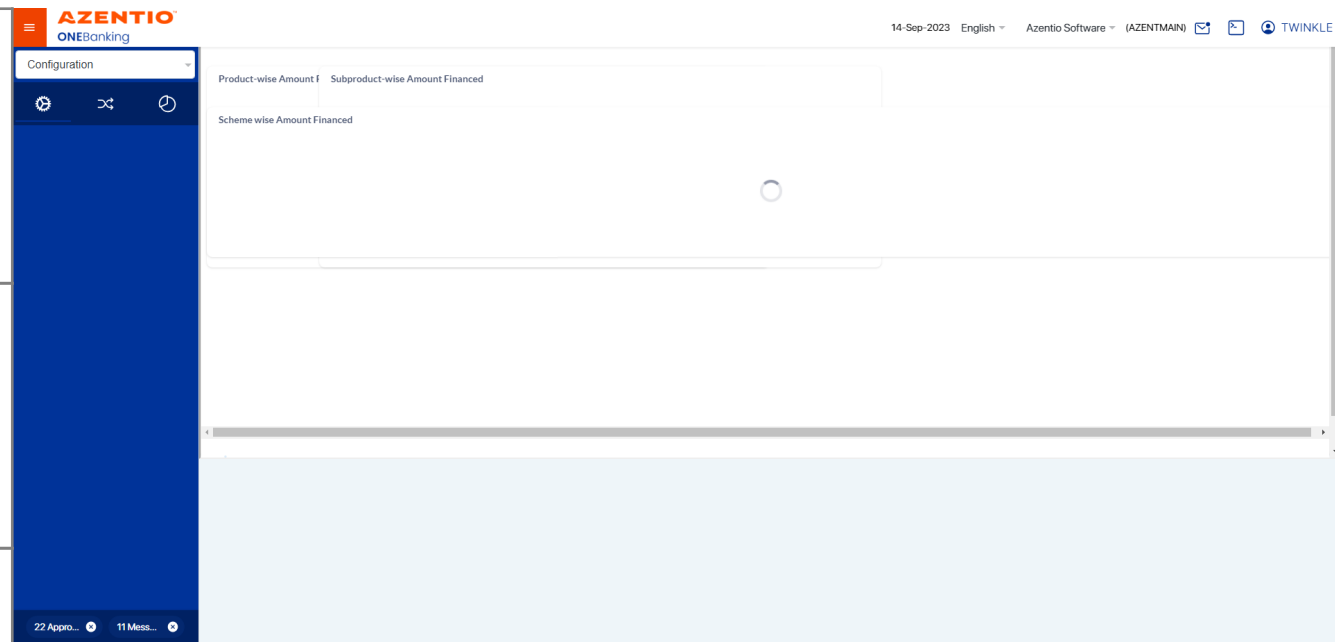 AZENTIO
ONEBanking
14-Sep-2023 English Azentio Software (AZENTMAIN) TWINKLE
Configuration
Product-wise Amount F Subproduct-wise Amount Financed
Scheme wise Amount Financed
22 Appro... 11 Mess...